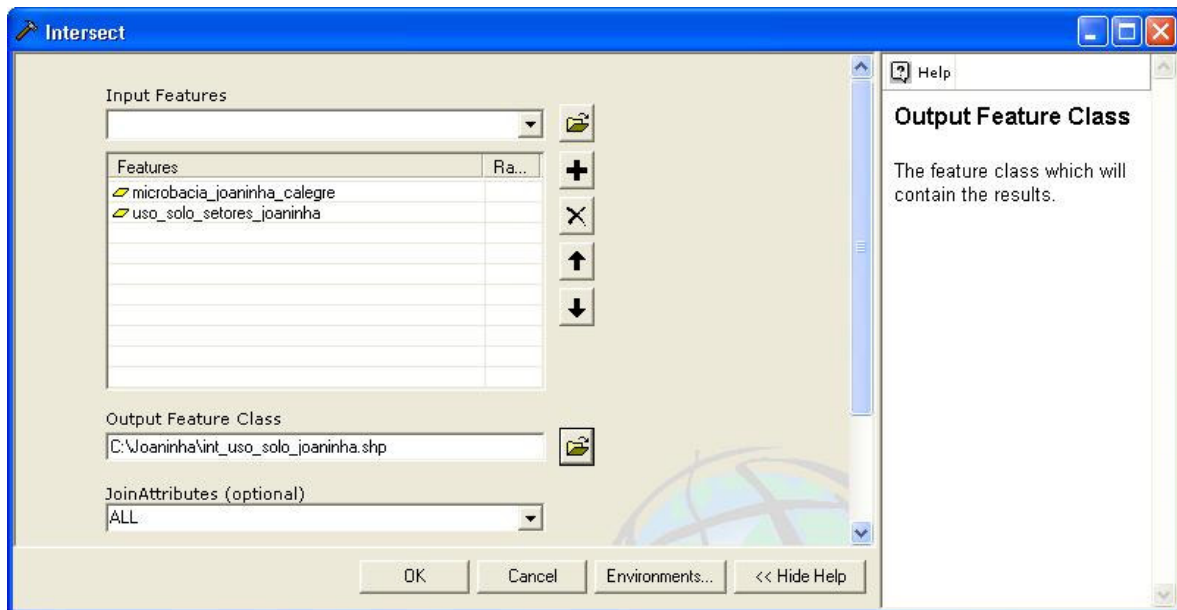 Intersect
Input Features
Features Ra...
microbacia_joaninha_calegre
uso_solo_setores_joaninha
Output Feature Class
C:\Joaninha\int_uso_solo_joaninha.shp
JoinAttributes (optional)
ALL
OK Cancel Environments... << Hide Help
Help
Output Feature Class
The feature class which will
contain the results.